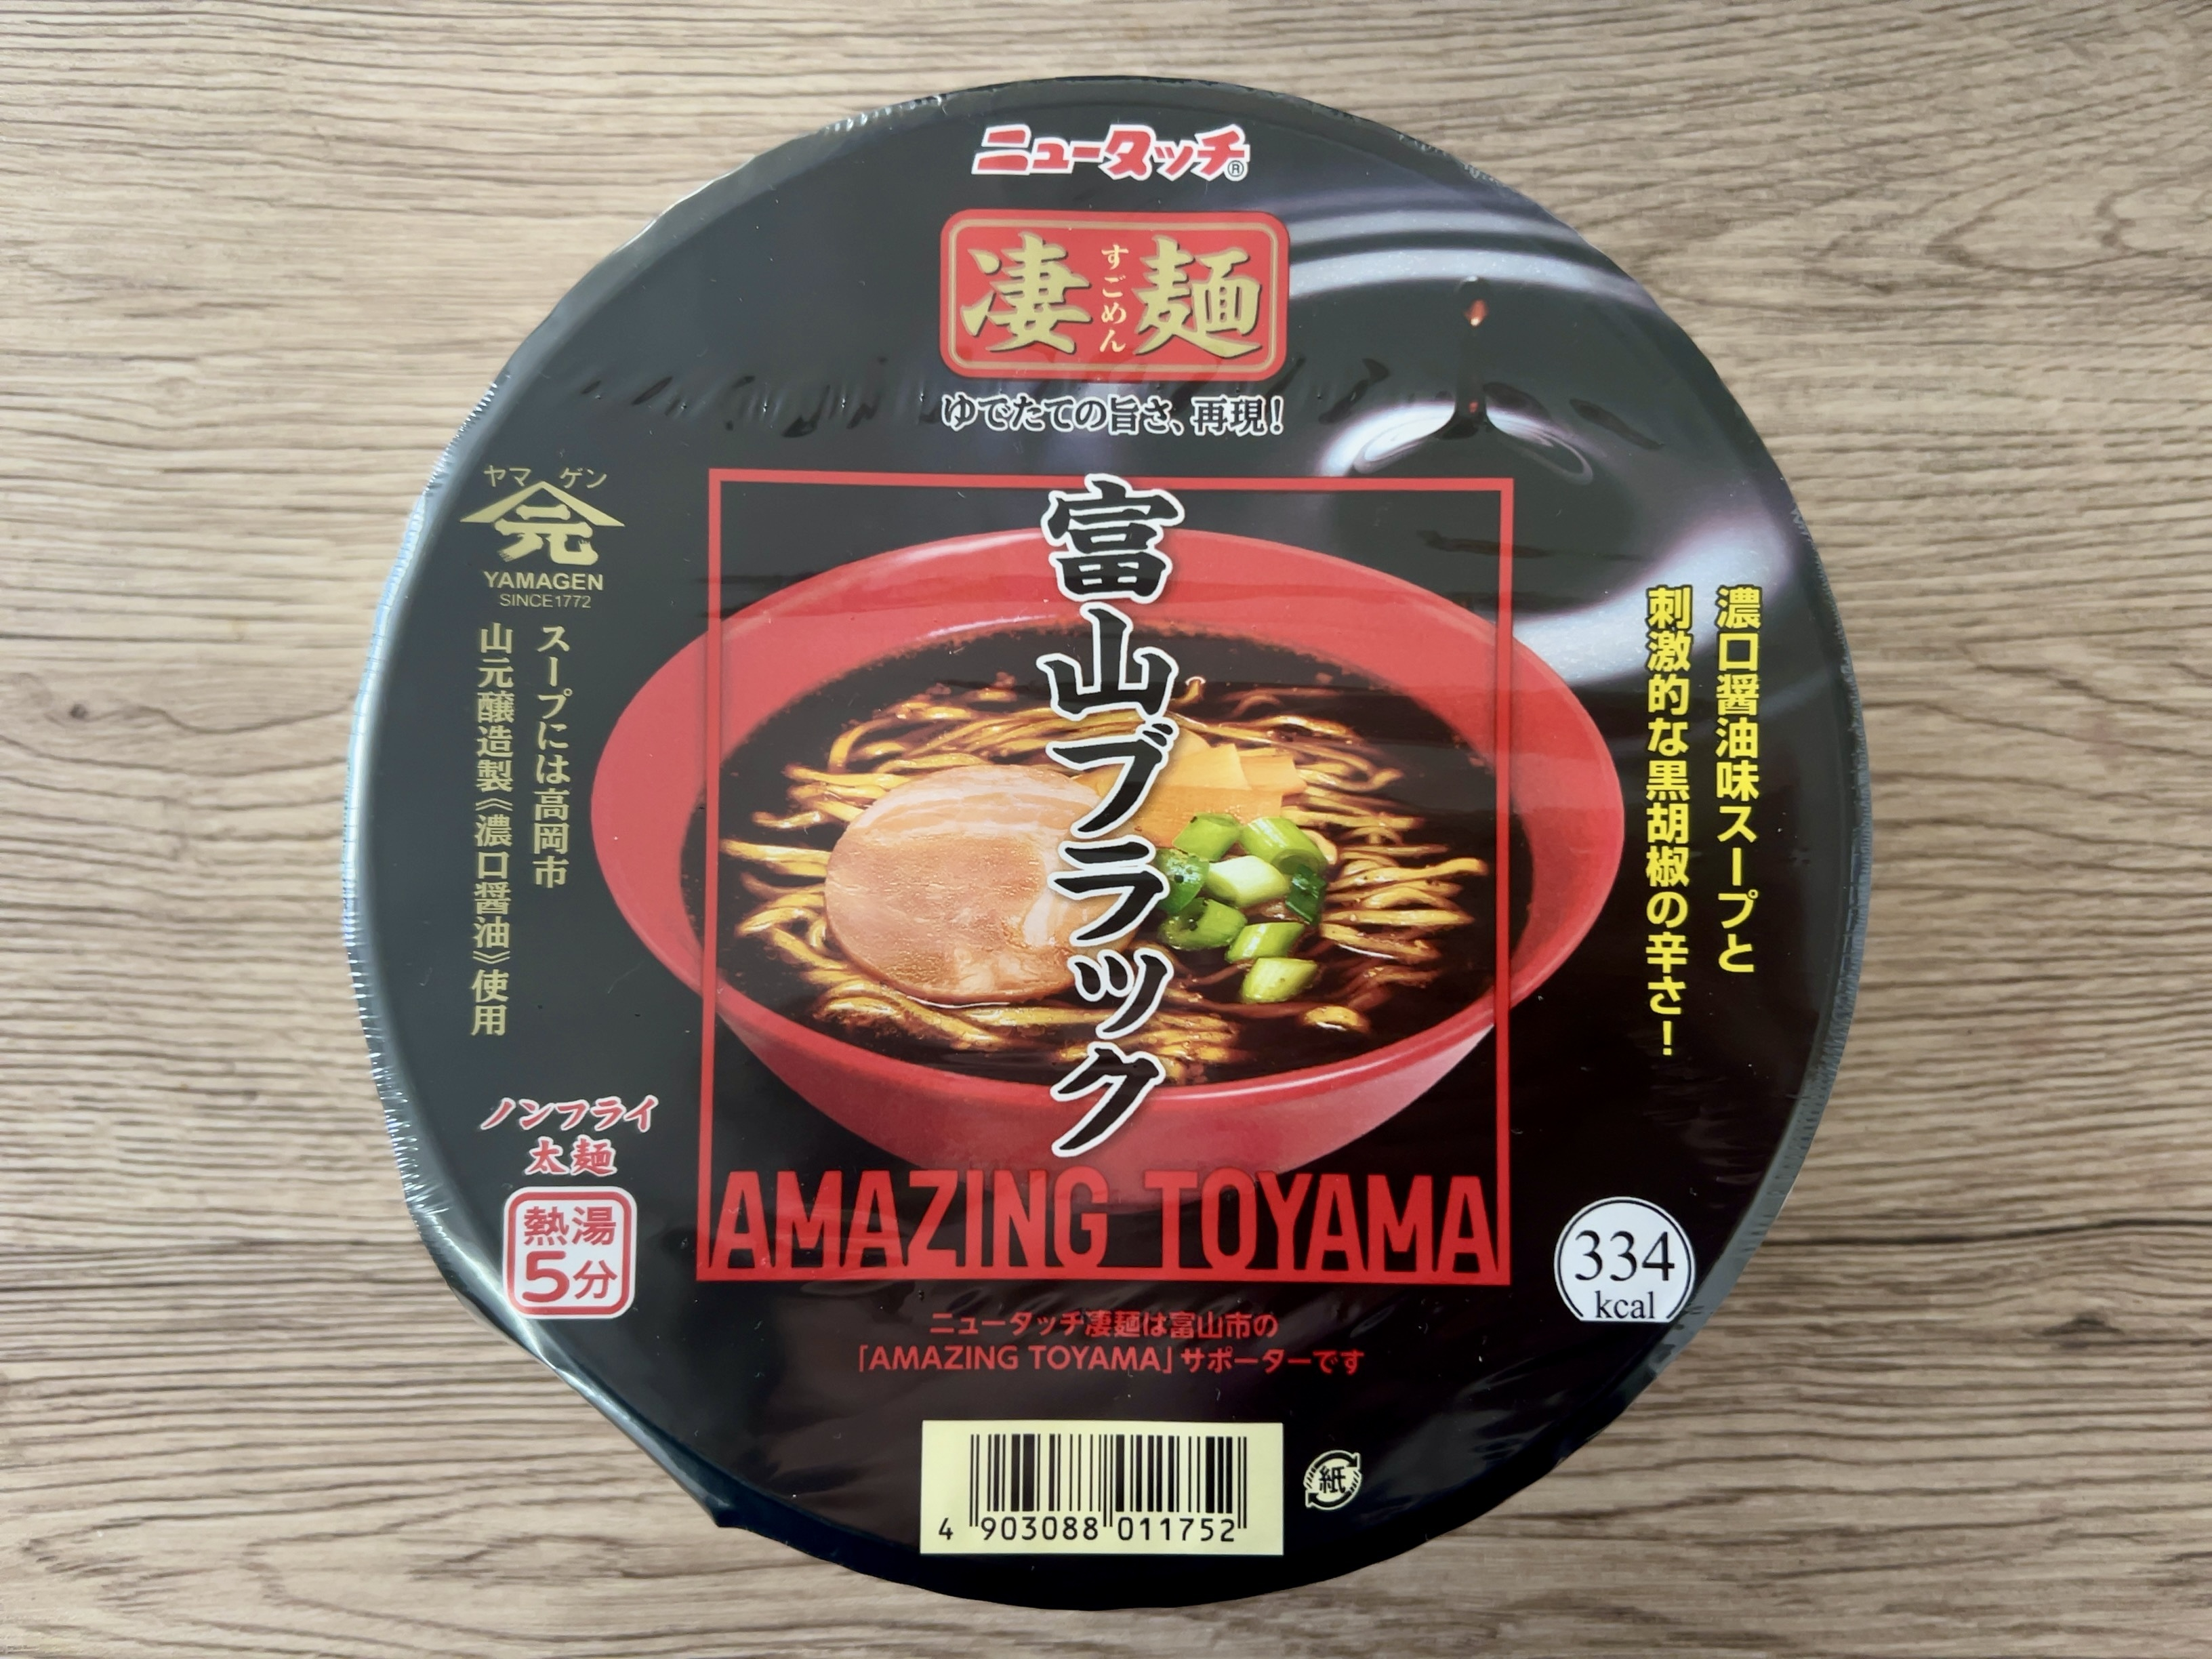 ニュータッチ®
凄麺
すごめん
ゆでたての旨さ、再現!
ヤマゲン
元
YAMAGEN
SINCE1772
スープには高岡市
山元醸造製《濃口醤油》使用
富山ブラック
濃口醤油味スープと
刺激的な黒胡椒の辛さ!
ノンフライ
太麺
熱湯
5分
AMAZING TOYAMA
334
kcal
ニュータッチ凄麺は富山市の
「AMAZING TOYAMA」サポーターです
4 903088 011752
紙